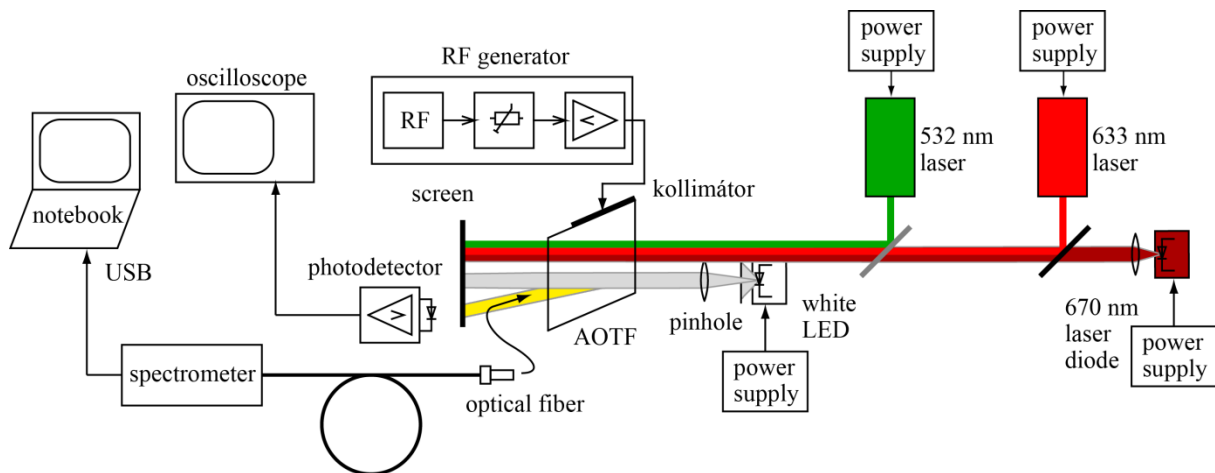 power
supply
power
supply
RF generator
oscilloscope
RF
532 nm
laser
633 nm
laser
kollimátor
screen
notebook
USB
photodetector
AOTF
pinhole
white
LED
670 nm
laser
diode
power
supply
power
supply
spectrometer
optical fiber